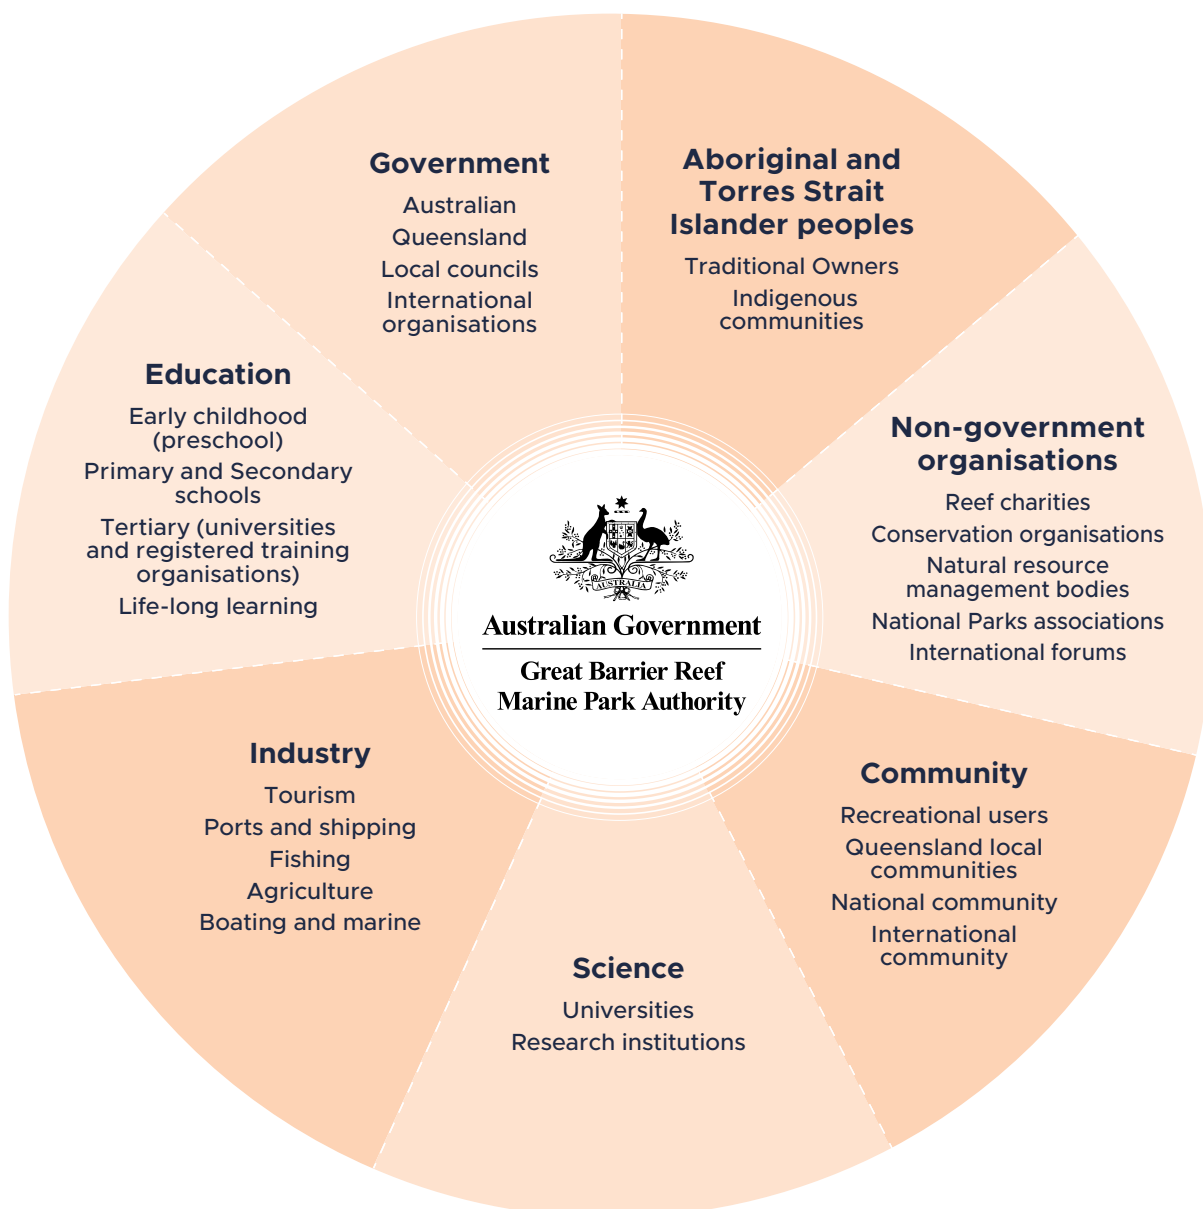 Government
Australian
Queensland
Local councils
International
organisations
Aboriginal and
Torres Strait
Islander peoples
Traditional Owners
Indigenous
communities
Non-government
organisations
Reef charities
Conservation organisations
Natural resource
management bodies
National Parks associations
International forums
Community
Recreational users
Queensland local
communities
National community
International
community
Science
Universities
Research institutions
Industry
Tourism
Ports and shipping
Fishing
Agriculture
Boating and marine
Education
Early childhood
(preschool)
Primary and Secondary
schools
Tertiary (universities
and registered training
organisations)
Life-long learning
AUSTRALIA
Australian Government
Great Barrier Reef
Marine Park Authority